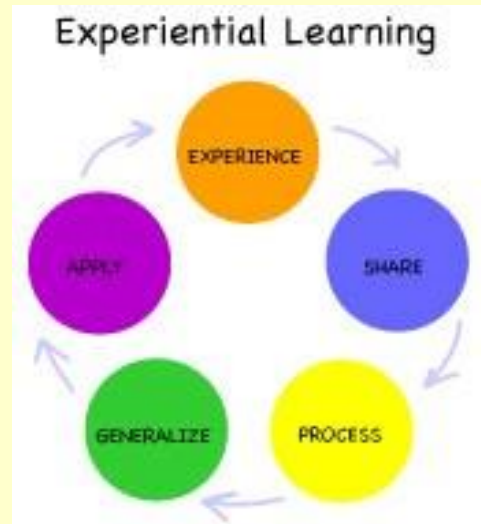 Experiential Learning
EXPERIENCE
SHARE
PROCESS
GENERALIZE
APPLY